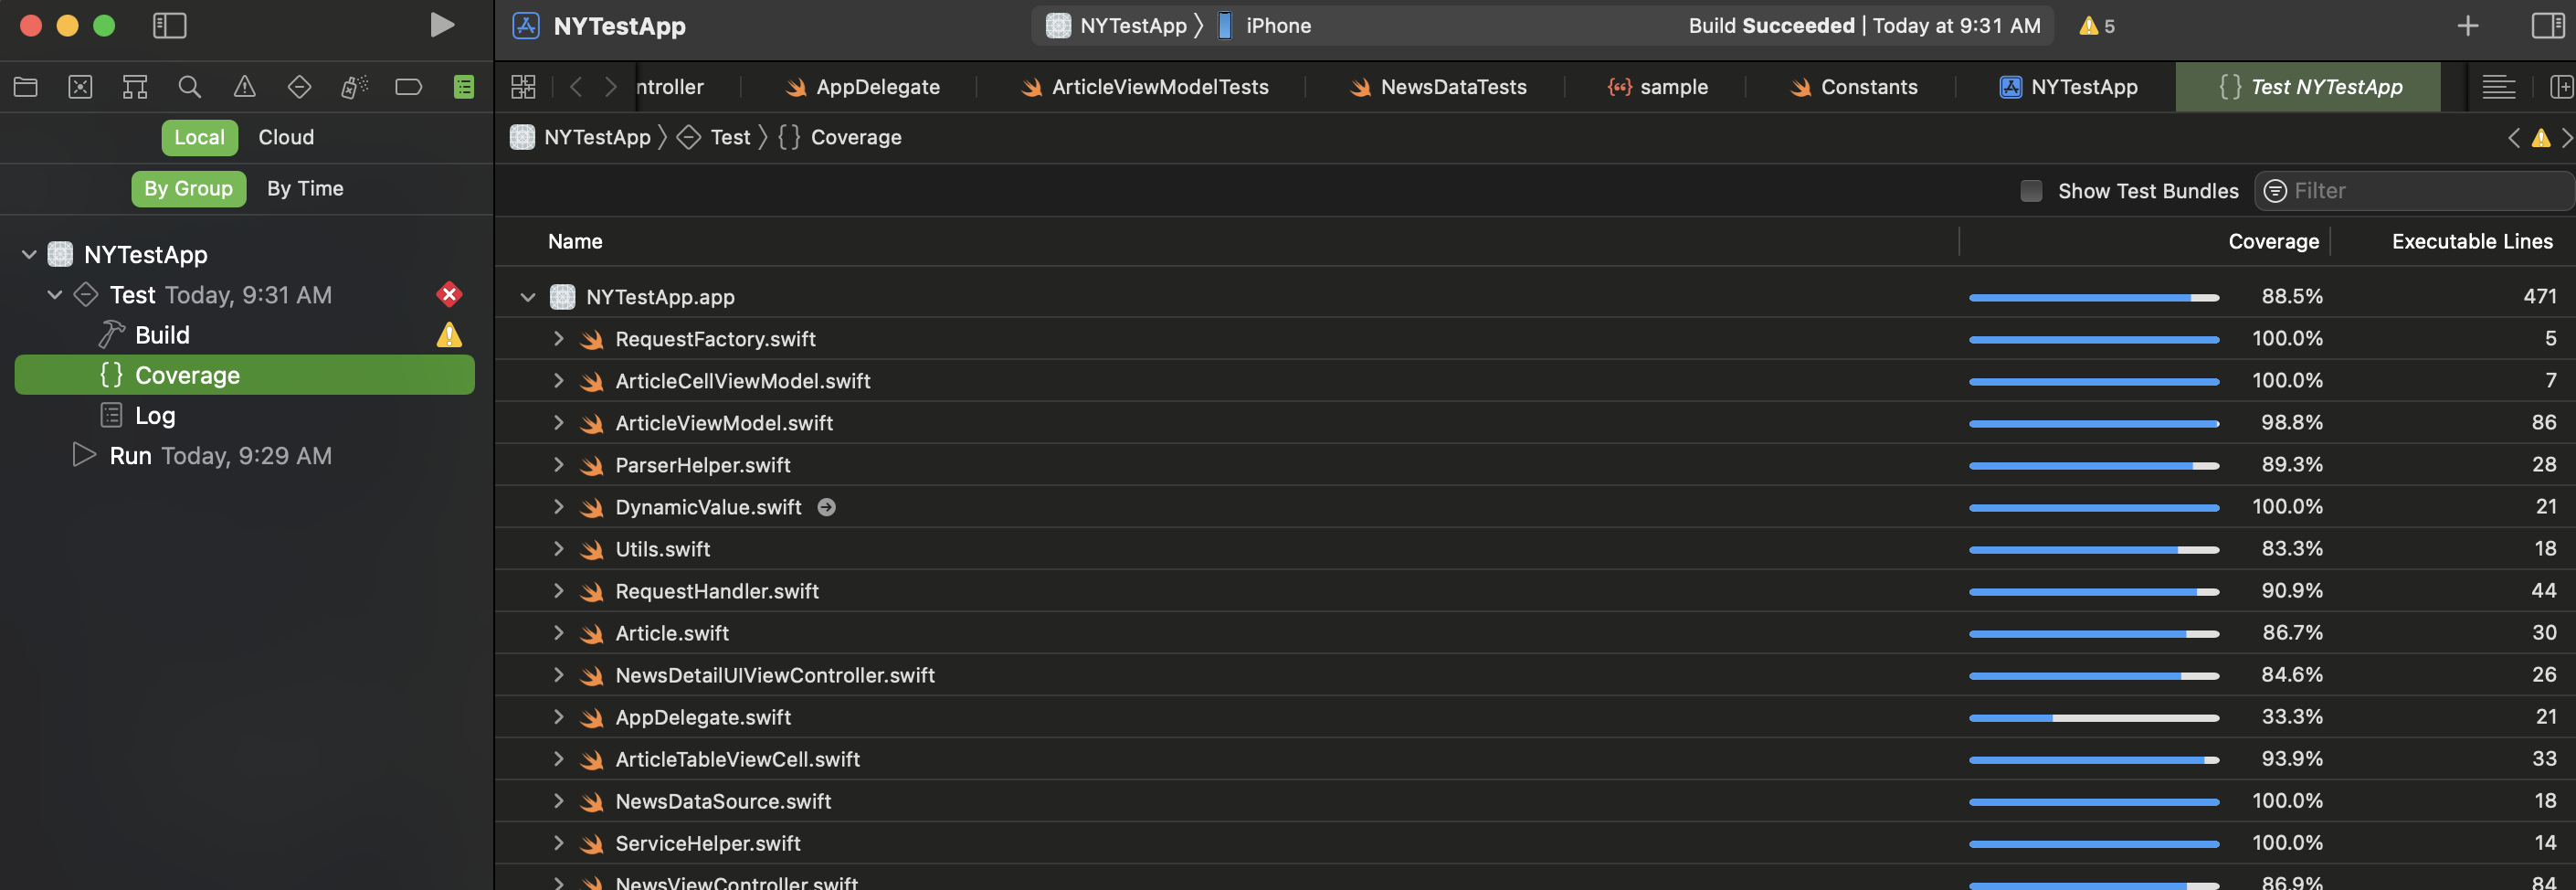 NYTestApp
NYTestApp 〉 iPhone
Build Succeeded | Today at 9:31 AM
5
ntroller
AppDelegate
ArticleViewModelTests
NewsDataTests
sample
Constants
NYTestApp
{ } Test NYTestApp
Local Cloud
NYTestApp 〉 Test 〉 { } Coverage
By Group By Time
Show Test Bundles
Filter
NYTestApp
Test Today, 9:31 AM
Build
{ } Coverage
Log
Run Today, 9:29 AM
Name Coverage Executable Lines
NYTestApp.app 88.5% 471
RequestFactory.swift 100.0% 5
ArticleCellViewModel.swift 100.0% 7
ArticleViewModel.swift 98.8% 86
ParserHelper.swift 89.3% 28
DynamicValue.swift 100.0% 21
Utils.swift 83.3% 18
RequestHandler.swift 90.9% 44
Article.swift 86.7% 30
NewsDetailUIViewController.swift 84.6% 26
AppDelegate.swift 33.3% 21
ArticleTableViewCell.swift 93.9% 33
NewsDataSource.swift 100.0% 18
ServiceHelper.swift 100.0% 14
NewsViewController.swift 86.9% 84